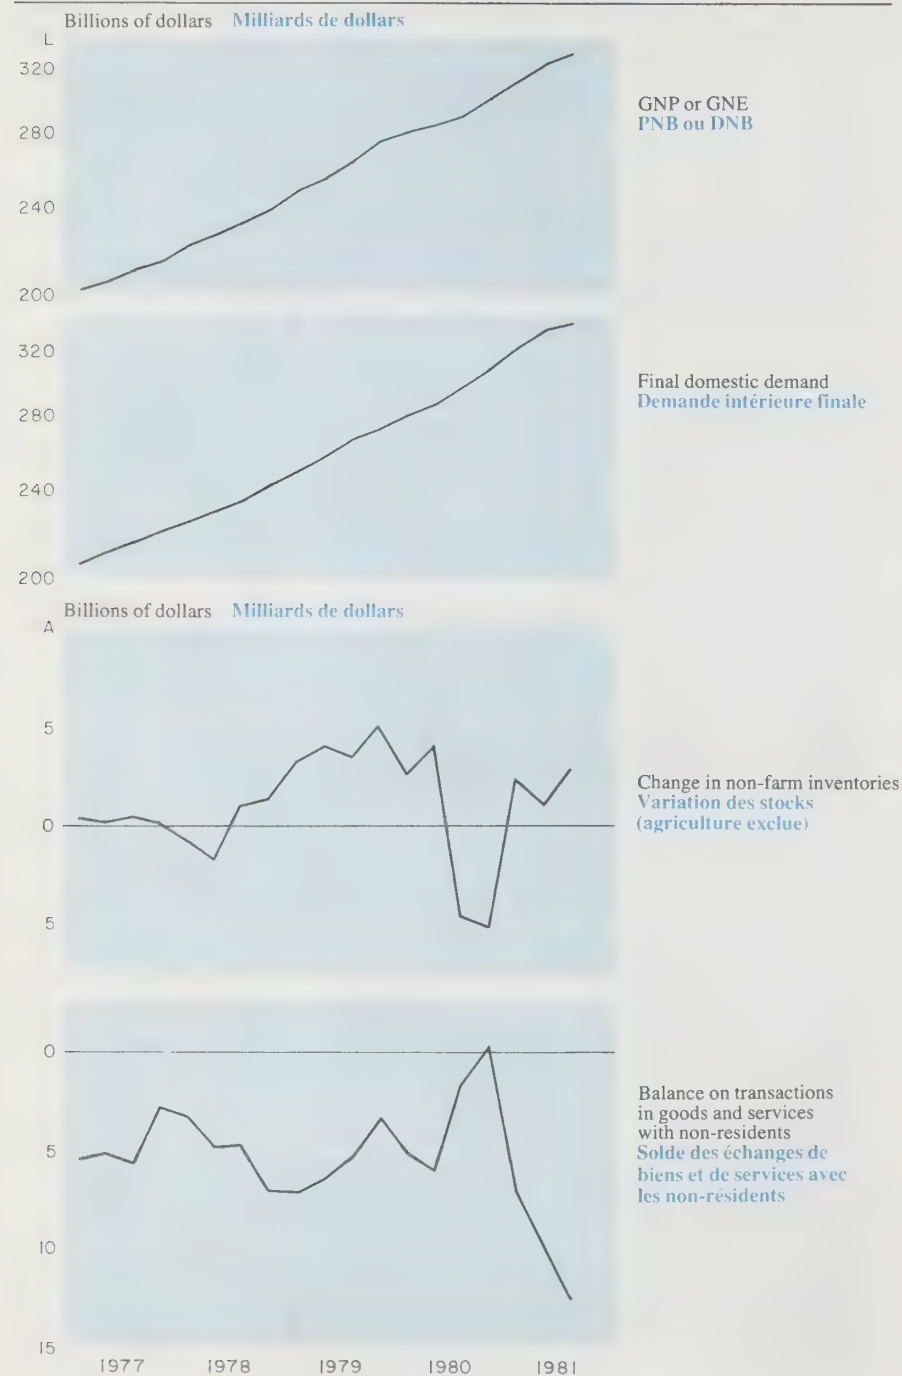 Billions of dollars Milliards de dollars
L
320
280
240
200
GNP or GNE
PNB ou DNB
320
280
240
200
Final domestic demand
Demande intérieure finale
Billions of dollars Milliards de dollars
A
5
0
5
Change in non-farm inventories
Variation des stocks
(agriculture exclue)
0
5
10
15
Balance on transactions
in goods and services
with non-residents
Solde des échanges de
biens et de services avec
les non-résidents
1977 1978 1979 1980 1981